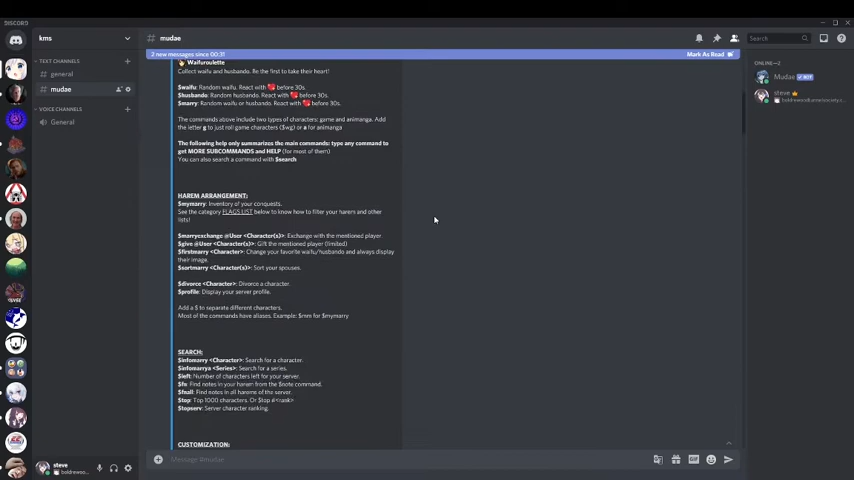 DISCORD
kms
# mudae
Search
2 new messages since 00:31
Mark As Read
TEXT CHANNELS
general
mudae
VOICE CHANNELS
General
Waifuroulette
Collect waifu and husbando. Be the first to take their heart!
$waifu: Random waifu. React with 💘 before 30s.
$husbando: Random husbando. React with 💘 before 30s.
$marry: Random waifu or husbando. React with 💘 before 30s.
The commands above include two types of characters: game and animanga. Add
the letter g to just roll game characters ($wg) or a for animanga
The following help only summarizes the main commands: type any command to
get MORE SUBCOMMANDS and HELP (for most of them)
You can also search a command with $search
HAREM ARRANGEMENT:
$mymarry: Inventory of your conquests.
See the category FLAGS LIST below to know how to filter your harem and other
lists!
$marryexchange @User <Character(s)>: Exchange with the mentioned player.
$give @User <Character(s)>: Gift the mentioned player (limited)
$firstmarry <Character>: Change your favorite waifu/husbando and always display
their image.
$sortmarry <Character(s)>: Sort your spouses.
$divorce <Character>: Divorce a character.
$profile: Display your server profile.
Add a $ to separate different characters.
Most of the commands have aliases. Example: $mm for $mymarry
SEARCH:
$infomarry <Character>: Search for a character.
$infomarrya <Series>: Search for a series.
$left: Number of characters left for your server.
$fn: Find notes in your harem from the $note command.
$fnall: Find notes in all harems of the server.
$top: Top 1000 characters. Or $top #<rank>
$topserv: Server character ranking.
CUSTOMIZATION:
Message #mudae
GIF
ONLINE—2
Mudae BOT
steve
steve